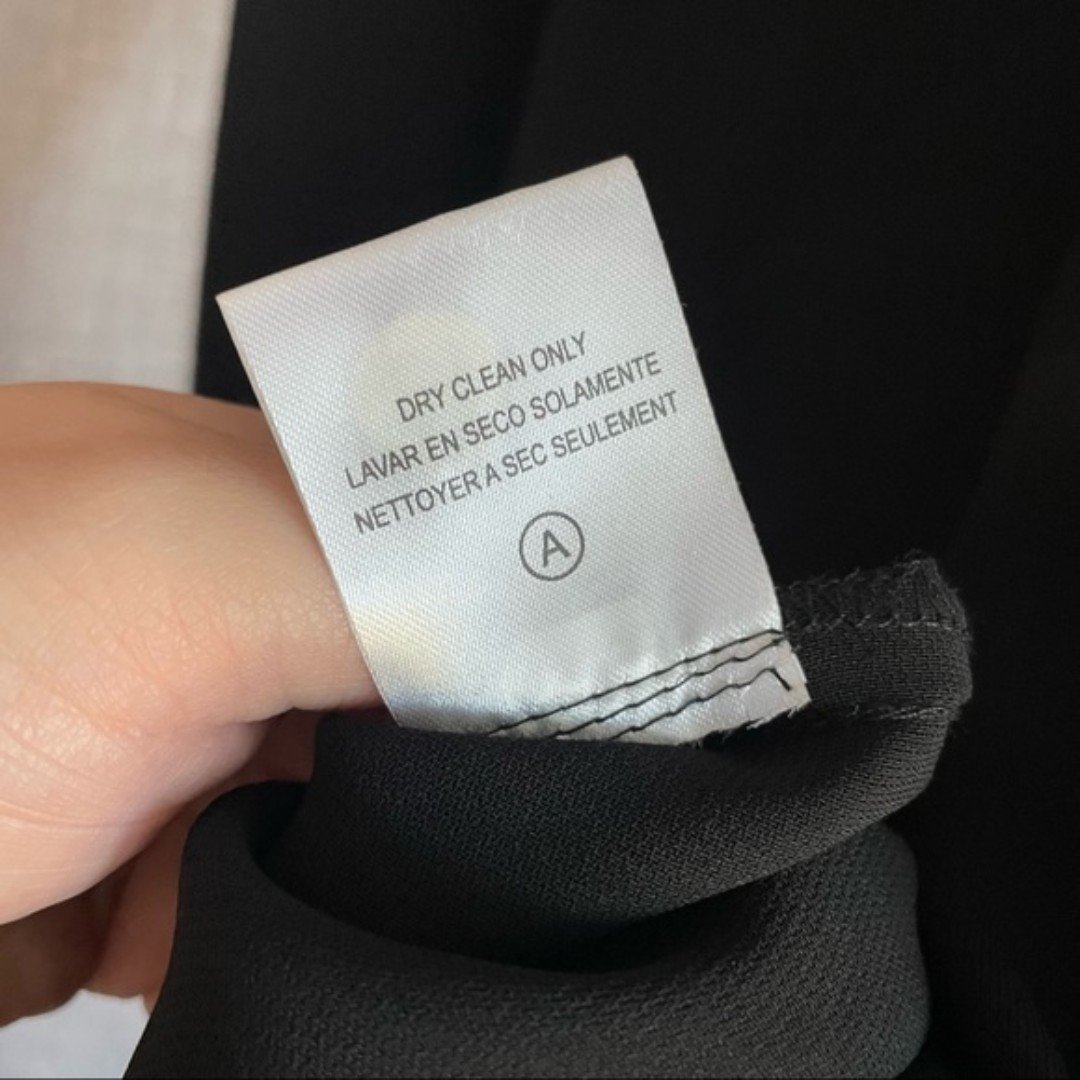 DRY CLEAN ONLY
LAVAR EN SECO SOLAMENTE
NETTOYER A SEC SEULEMENT
A